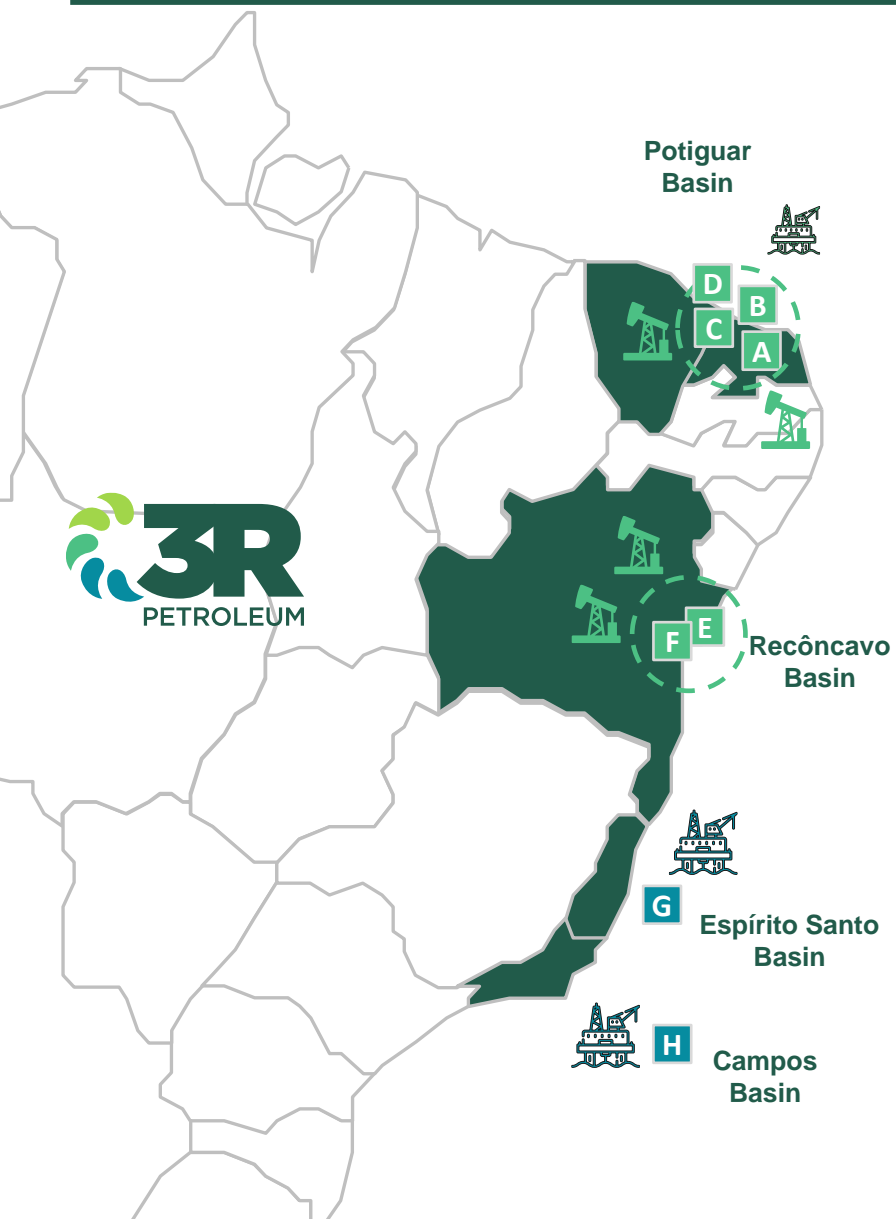 Potiguar
Basin
D
B
C
A
3R
PETROLEUM
E
F
Recôncavo
Basin
G
Espírito Santo
Basin
H
Campos
Basin